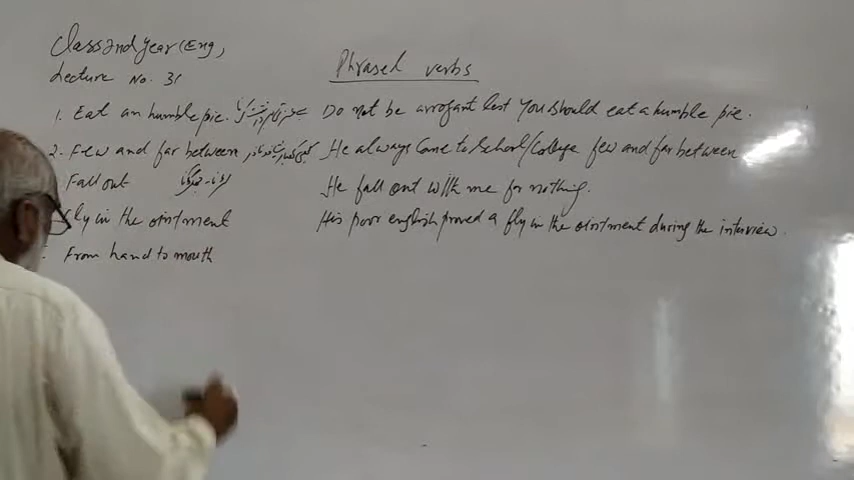 Class 2nd year (Eng)
Lecture No. 31
Phrased verbs
1. Eat an humble pie. Do not be arrogant lest you should eat a humble pie.
2. Few and far between He always come to School/College few and far between
Fall out He fall out with me for nothing.
Fly in the ointment His poor english proved a fly in the ointment during the interview.
From hand to mouth